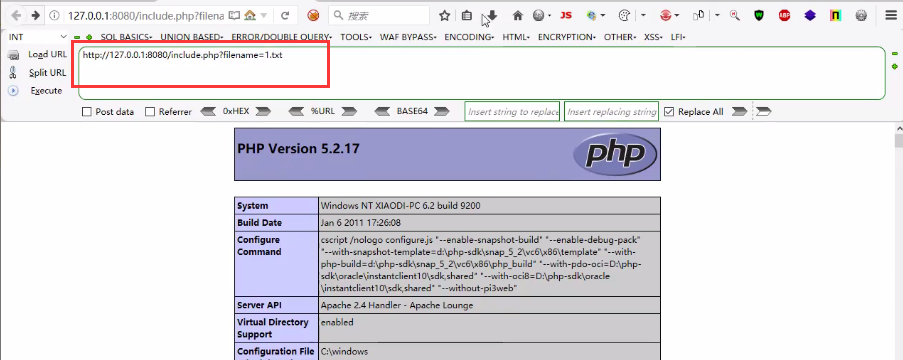 127.0.0.1:8080/include.php?filena
搜索
JS
ABP
INT
SQL BASICS▾ UNION BASED▾ ERROR/DOUBLE QUERY▾ TOOLS▾ WAF BYPASS▾ ENCODING▾ HTML▾ ENCRYPTION▾ OTHER▾ XSS▾ LFI▾
Load URL
http://127.0.0.1:8080/include.php?filename=1.txt
Split URL
Execute
Post data Referrer 0xHEX %URL BASE64 Insert string to replace Insert replacing string Replace All
PHP Version 5.2.17
php
System Windows NT XIAODI-PC 6.2 build 9200
Build Date Jan 6 2011 17:26:08
Configure Command cscript /nologo configure.js "--enable-snapshot-build" "--enable-debug-pack"
"--with-snapshot-template=d:\php-sdk\snap_5_2\vc6\x86\template" "--with-
php-build=d:\php-sdk\snap_5_2\vc6\x86\php_build" "--with-pdo-oci=D:\php-
sdk\oracle\instantclient10\sdk,shared" "--with-oci8=D:\php-sdk\oracle
\instantclient10\sdk,shared" "--without-pi3web"
Server API Apache 2.4 Handler - Apache Lounge
Virtual Directory Support enabled
Configuration File C:\windows